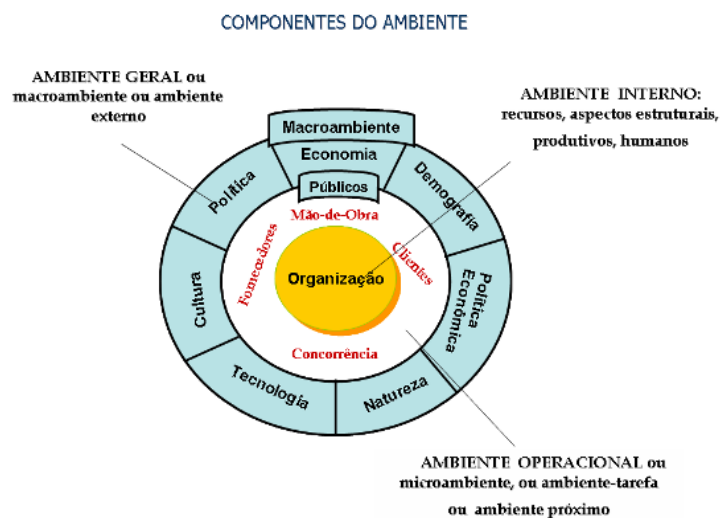 COMPONENTES DO AMBIENTE
AMBIENTE GERAL ou
macroambiente ou ambiente
externo
AMBIENTE INTERNO:
recursos, aspectos estruturais,
produtivos, humanos
Macroambiente
Economia
Públicos
Política
Demografia
Mão-de-Obra
Fornecedores
Clientes
Organização
Cultura
Política
Econômica
Concorrência
Tecnologia
Natureza
AMBIENTE OPERACIONAL ou
microambiente, ou ambiente-tarefa
ou ambiente próximo